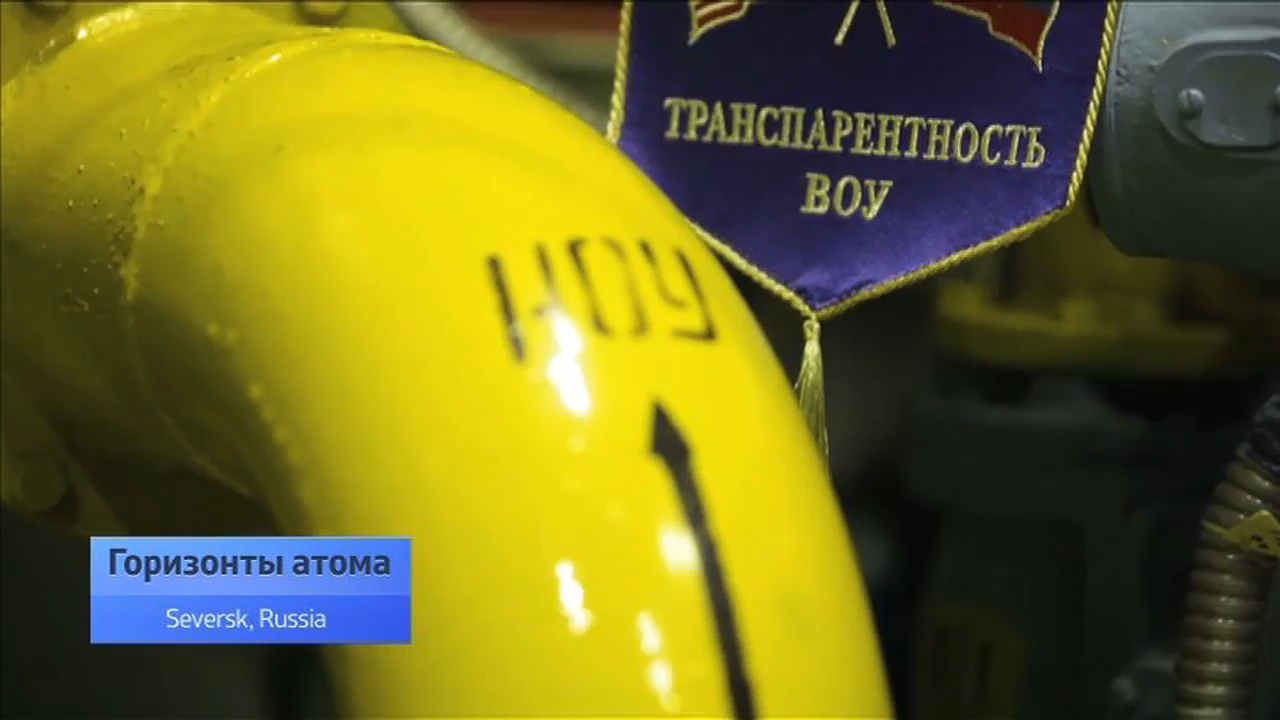 ТРАНСПАРЕНТНОСТЬ
ВОУ
НОУ
Горизонты атома
Seversk, Russia